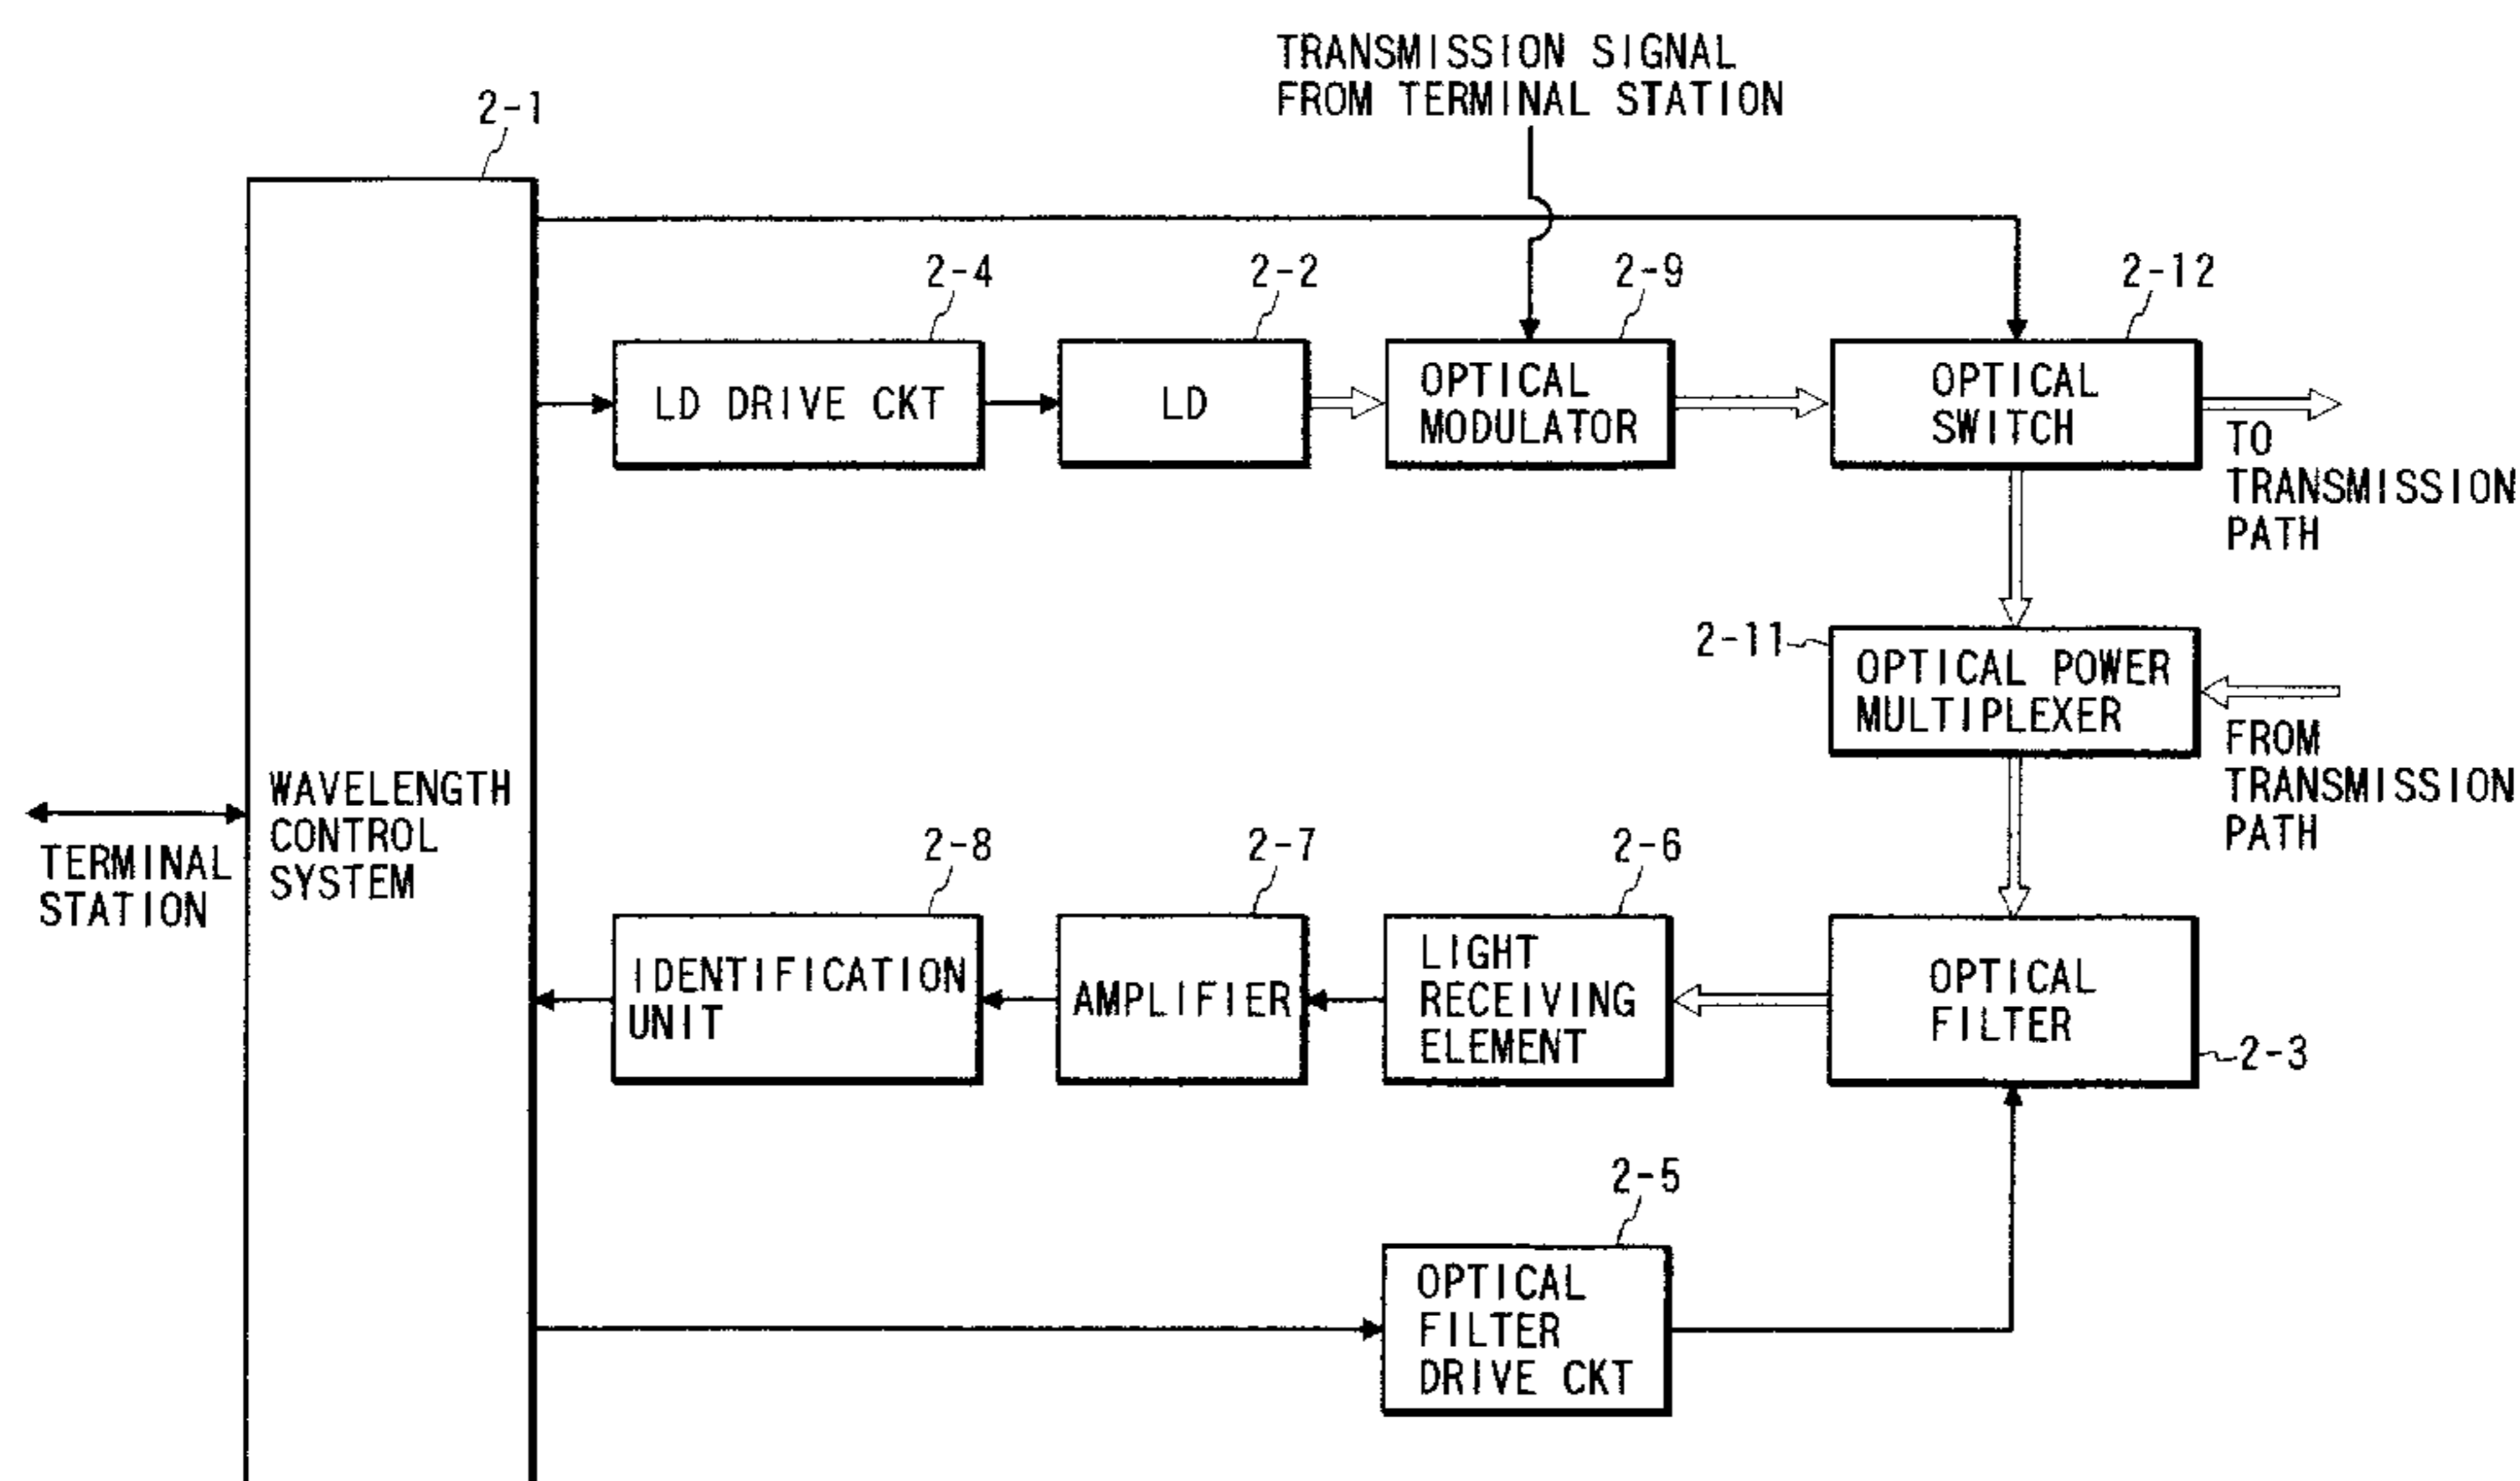 TRANSMISSION SIGNAL
FROM TERMINAL STATION
2-1
2-4
2-2
2-9
2-12
LD DRIVE CKT
LD
OPTICAL
MODULATOR
OPTICAL
SWITCH
TO
TRANSMISSION
PATH
2-11
OPTICAL POWER
MULTIPLEXER
FROM
TRANSMISSION
PATH
WAVELENGTH
CONTROL
SYSTEM
TERMINAL
STATION
2-8
2-7
2-6
IDENTIFICATION
UNIT
AMPLIFIER
LIGHT
RECEIVING
ELEMENT
OPTICAL
FILTER
2-3
2-5
OPTICAL
FILTER
DRIVE CKT